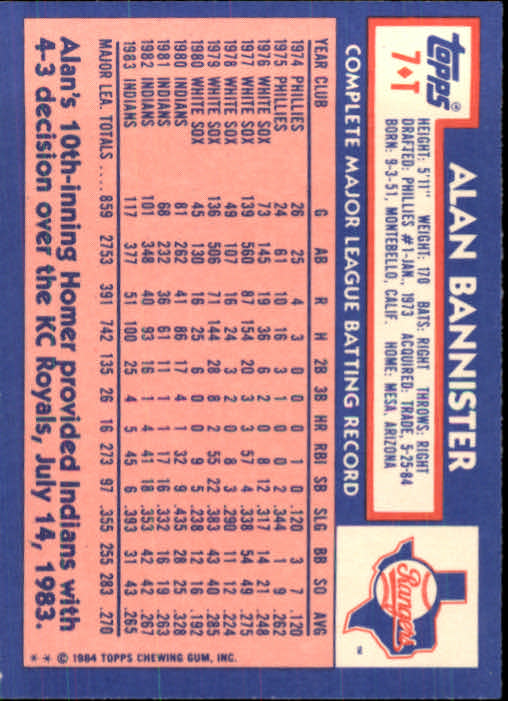 Topps®
7♦T
ALAN BANNISTER
HEIGHT: 5'11" WEIGHT: 170 BATS: RIGHT THROWS: RIGHT
DRAFTED: PHILLIES #1-JAN., 1973 ACQUIRED: TRADE, 5-25-84
BORN: 9-3-51, MONTEBELLO, CALIF. HOME: MESA, ARIZONA
Rangers
TM
COMPLETE MAJOR LEAGUE BATTING RECORD
YEAR CLUB G AB R H 2B 3B HR RBI SB SLG BB SO AVG
1974 PHILLIES 26 25 4 3 0 0 0 1 0 .120 3 7 .120
1975 PHILLIES 24 61 10 16 3 1 0 0 2 .344 1 9 .262
1976 WHITE SOX 73 145 19 36 6 2 0 8 12 .317 14 21 .248
1977 WHITE SOX 139 560 87 154 20 3 3 57 4 .338 54 49 .275
1978 WHITE SOX 49 107 16 24 3 2 0 8 3 .290 11 12 .224
1979 WHITE SOX 136 506 71 144 28 8 2 55 22 .383 43 40 .285
1980 WHITE SOX 45 130 16 25 6 0 0 9 5 .238 12 16 .192
1980 INDIANS 81 262 41 86 17 4 1 32 9 .435 28 25 .328
1981 INDIANS 68 232 36 61 11 1 1 17 16 .332 16 .263
1982 INDIANS 101 348 40 93 16 1 4 41 18 .353 42 .267
1983 INDIANS 117 377 51 100 25 4 5 45 6 .393 31 43 .265
MAJOR LEA. TOTALS .... 859 2753 391 742 135 26 16 273 97 .355 255 283 .270
Alan's 10th-inning Homer provided Indians with
4-3 decision over the KC Royals, July 14, 1983.
** © 1984 TOPPS CHEWING GUM, INC.